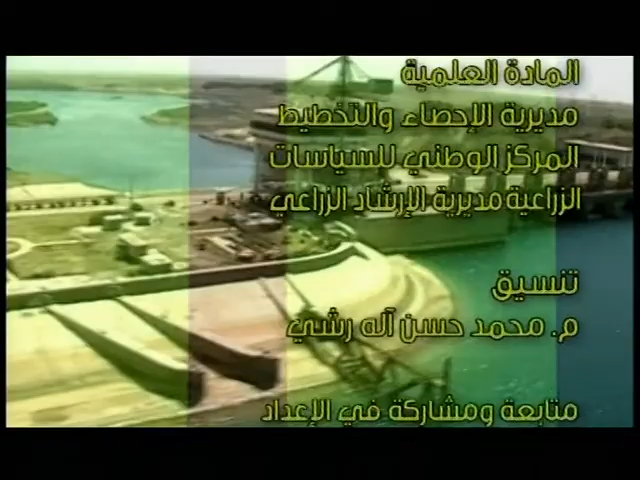 المادة العلمية
مديرية الإحصاء والتخطيط
المركز الوطني للسياسات
الزراعية مديرية الإرشاد الزراعي
تنسيق
م. محمد حسن آله رشي
متابعة ومشاركة في الإعداد